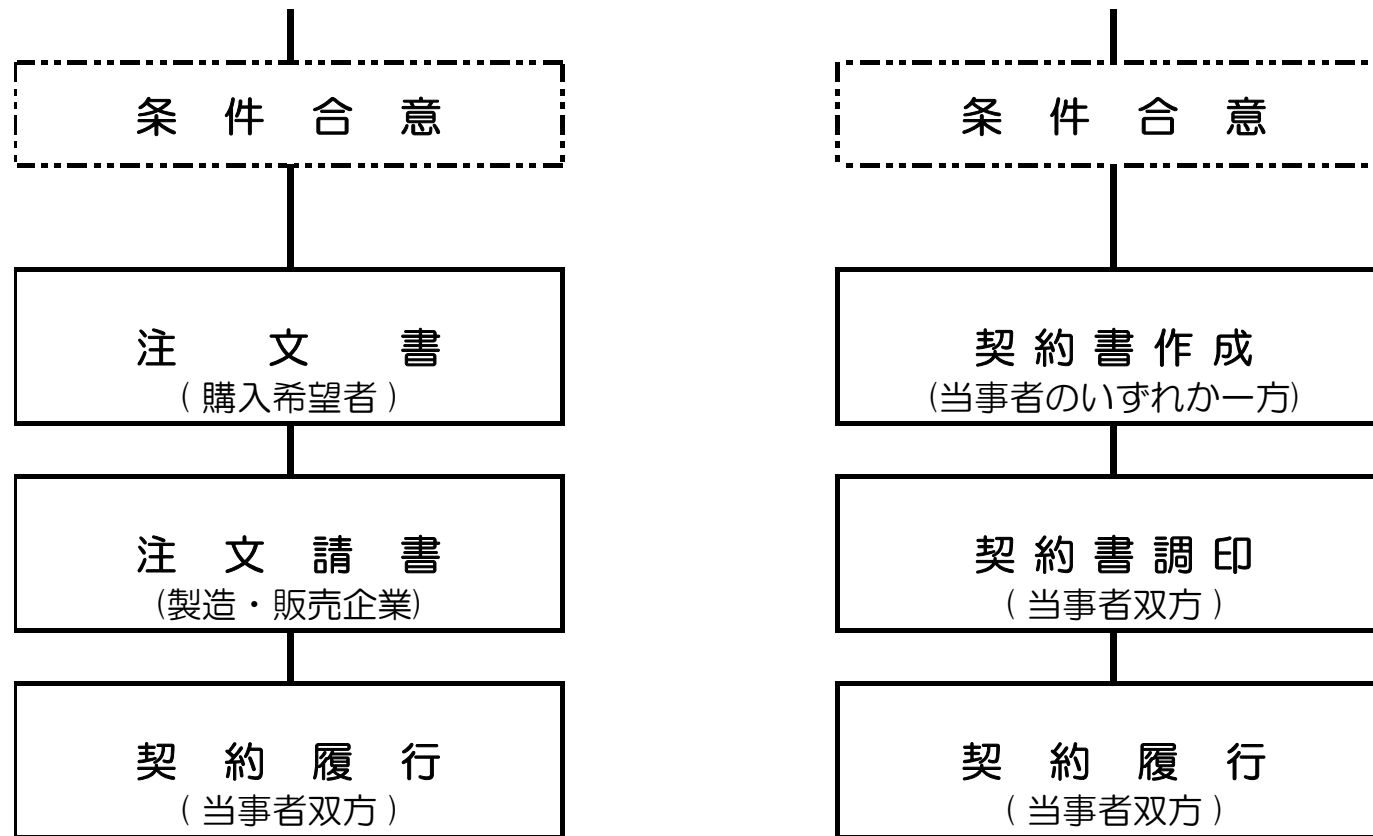 条件合意
注文書
(購入希望者)
注文請書
(製造・販売企業)
契約履行
(当事者双方)
条件合意
契約書作成
(当事者のいずれか一方)
契約書調印
(当事者双方)
契約履行
(当事者双方)